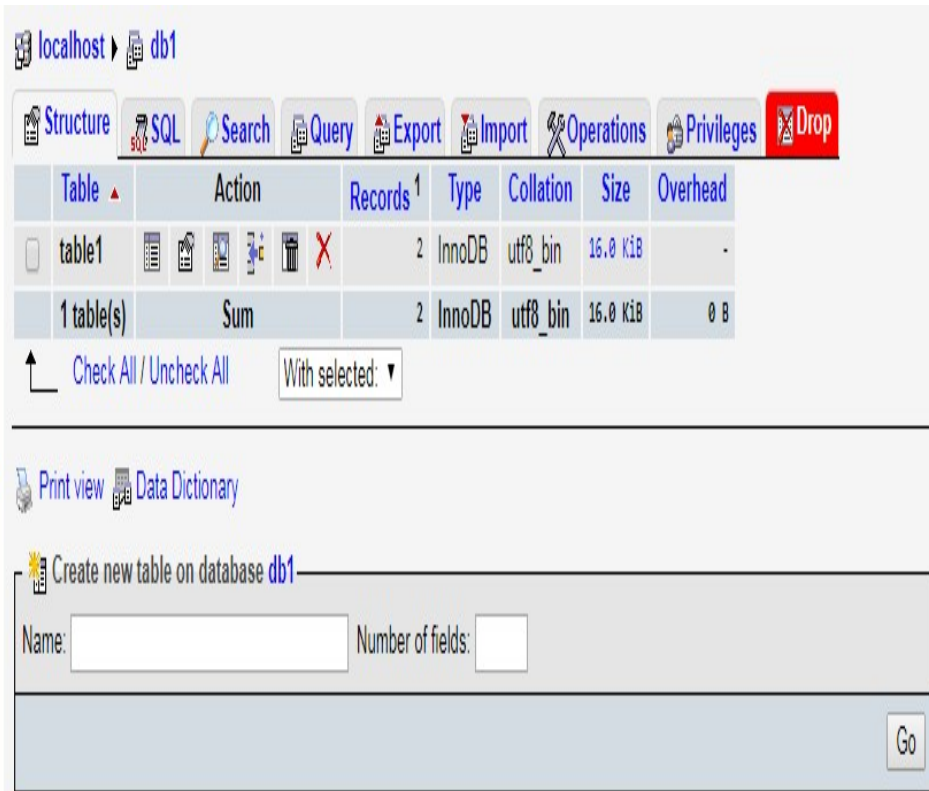 localhost ▸ db1
Structure SQL Search Query Export Import Operations Privileges Drop
Table ▲ Action Records 1 Type Collation Size Overhead
table1 2 InnoDB utf8_bin 16.0 KiB -
1 table(s) Sum 2 InnoDB utf8_bin 16.0 KiB 0 B
Check All / Uncheck All With selected: ▼
Print view Data Dictionary
Create new table on database db1
Name: Number of fields:
Go